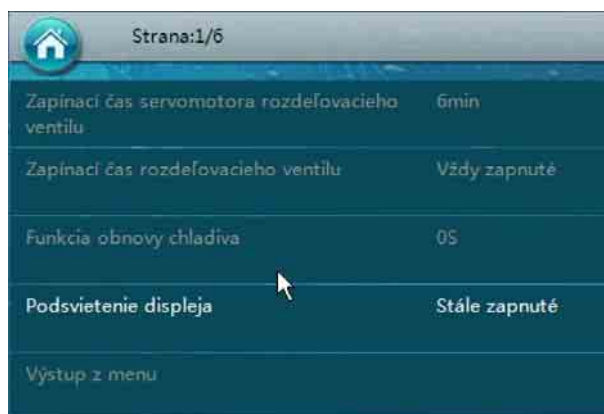 Strana:1/6
Zapínací čas servomotora rozdeľovacieho 6min
ventilu
Zapínací čas rozdeľovacieho ventilu Vždy zapnuté
Funkcia obnovy chladiva 0S
Podsvietenie displeja Stále zapnuté
Výstup z menu